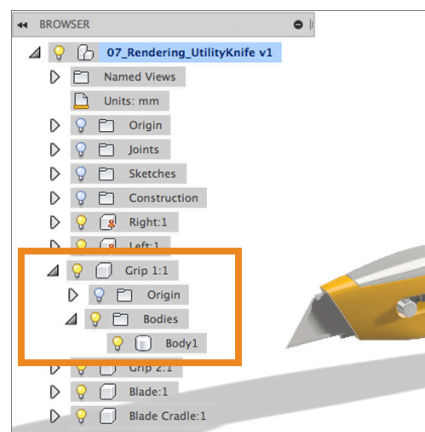 BROWSER
07_Rendering_UtilityKnife v1
Named Views
Units: mm
Origin
Joints
Sketches
Construction
Right:1
Left:1
Grip 1:1
Origin
Bodies
Body1
Grip 2:1
Blade:1
Blade Cradle:1